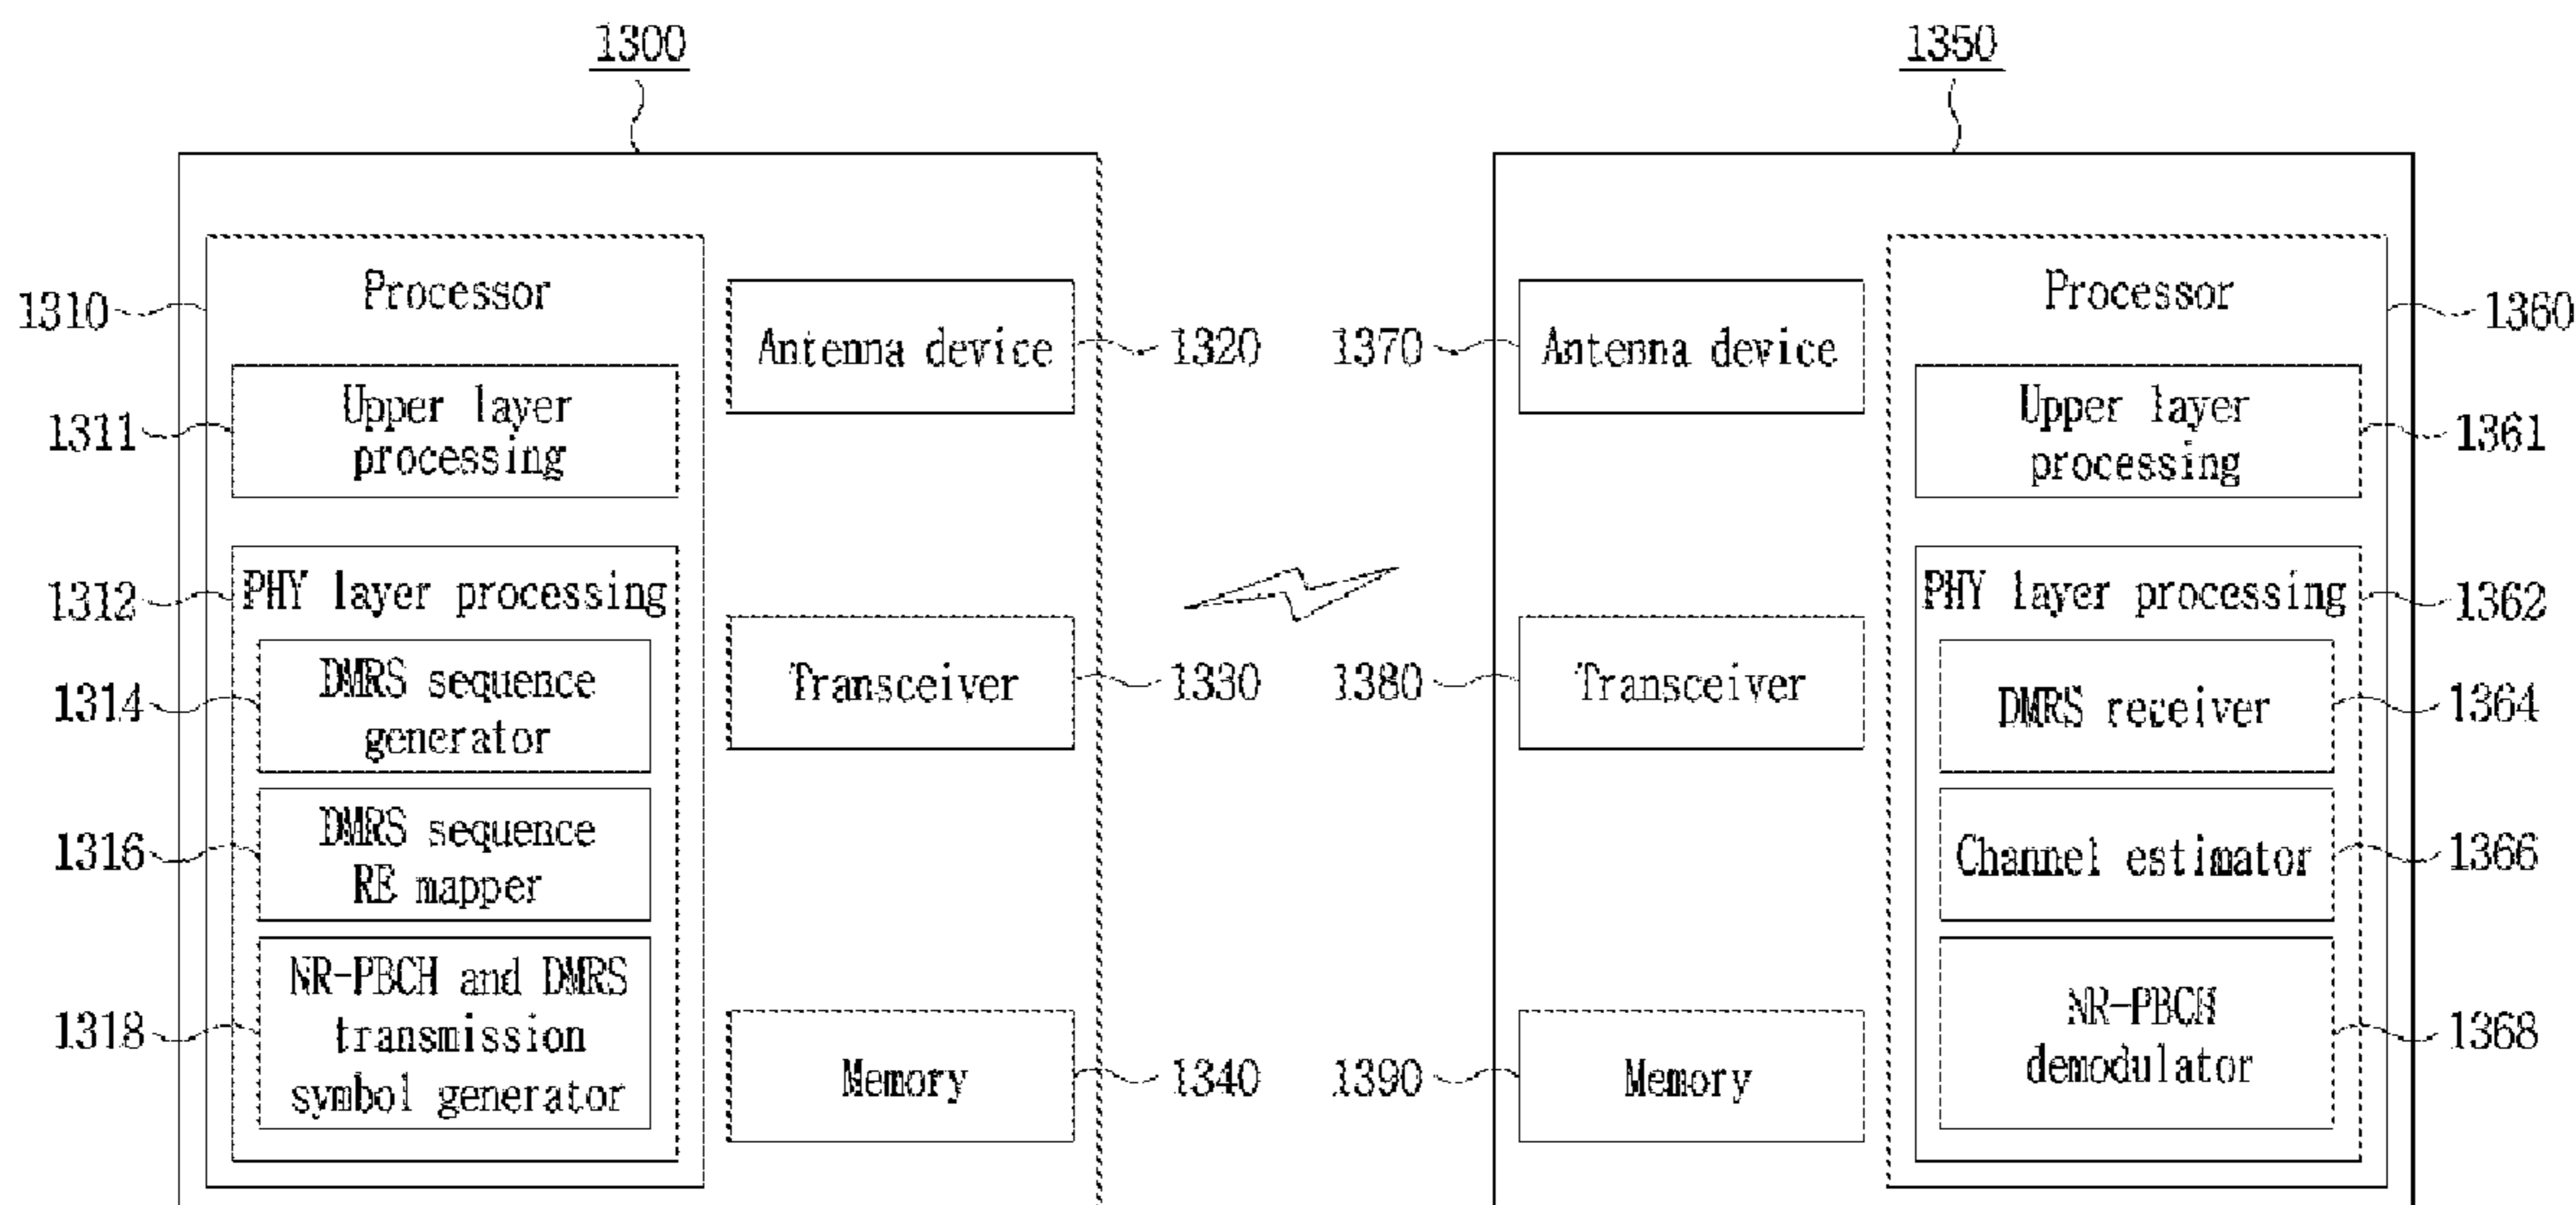 1300
1350
1310
Processor
1311
Upper layer
processing
1312
PHY layer processing
1314
DMRS sequence
generator
1316
DMRS sequence
RE mapper
1318
NR-PBCH and DMRS
transmission
symbol generator
Antenna device
1320
Transceiver
1330
Memory
1340
1370
Antenna device
1380
Transceiver
1390
Memory
Processor
1360
Upper layer
processing
1361
PHY layer processing
1362
DMRS receiver
1364
Channel estimator
1366
NR-PBCH
demodulator
1368